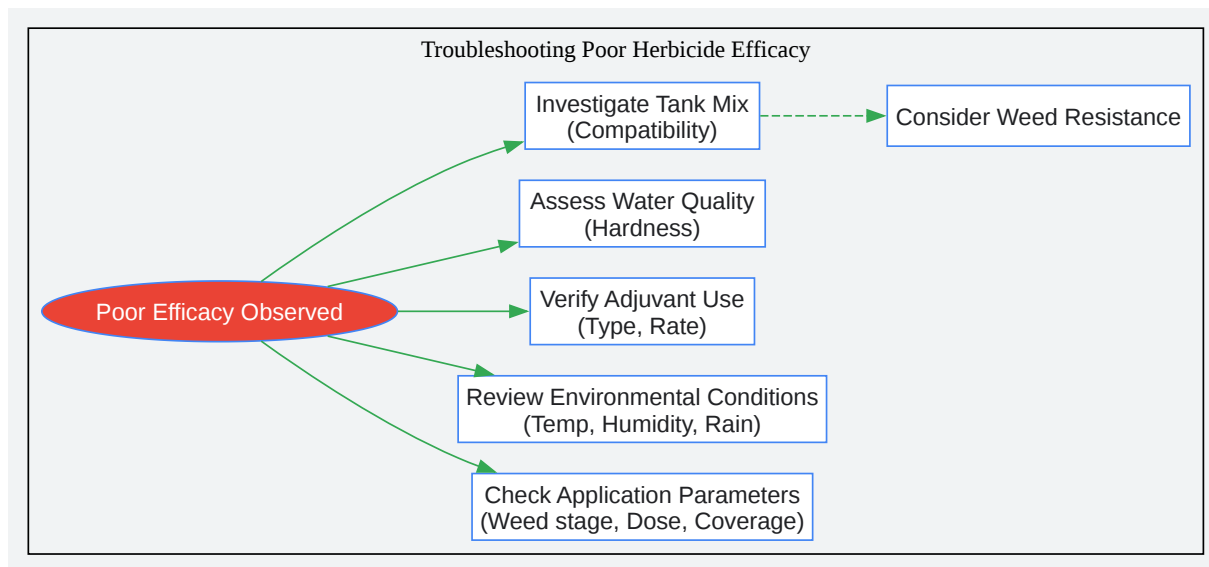 Troubleshooting Poor Herbicide Efficacy
Investigate Tank Mix
(Compatibility)
Consider Weed Resistance
Assess Water Quality
(Hardness)
Verify Adjuvant Use
(Type, Rate)
Poor Efficacy Observed
Review Environmental Conditions
(Temp, Humidity, Rain)
Check Application Parameters
(Weed stage, Dose, Coverage)